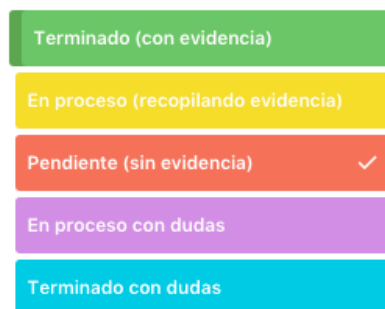 Terminado (con evidencia)
En proceso (recopilando evidencia)
Pendiente (sin evidencia)
En proceso con dudas
Terminado con dudas